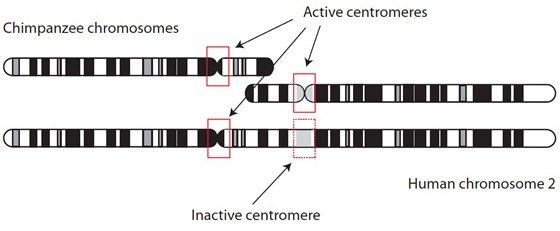 Active centromeres
Chimpanzee chromosomes
Human chromosome 2
Inactive centromere